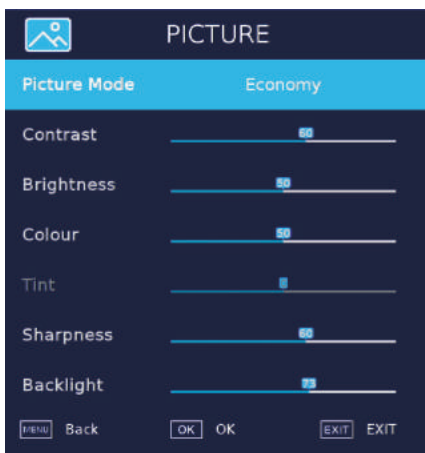 PICTURE
Picture Mode Economy
Contrast 60
Brightness 50
Colour 50
Tint
Sharpness 60
Backlight 73
MENU Back OK OK EXIT EXIT